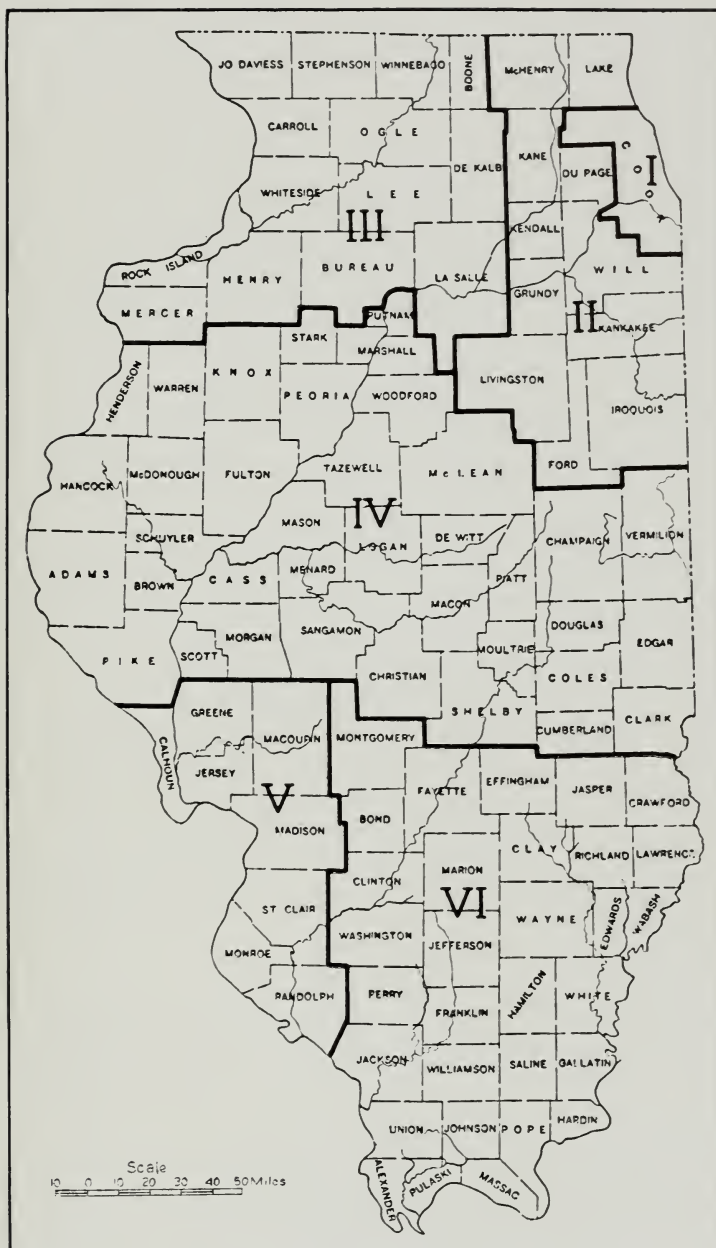 JO DAVIESS STEPHENSON WINNEBAGO BOONE McHENRY LAKE
CARROLL OGLE DE KALB KANE DU PAGE COOK I
WHITESIDE LEE III KENDALL
ROCK ISLAND HENRY BUREAU LA SALLE GRUNDY WILL
MERCER PUTNAM II KANKAKEE
STARK MARSHALL
HENDERSON WARREN KNOX PEORIA WOODFORD LIVINGSTON IROQUOIS
HANCOCK McDONOUGH FULTON TAZEWELL McLEAN FORD
MASON IV
SCHUYLER LOGAN DE WITT CHAMPAIGN VERMILION
ADAMS BROWN CASS MENARD PIATT
MACON
PIKE SCOTT MORGAN SANGAMON MOULTRIE DOUGLAS EDGAR
CHRISTIAN COLES
SHELBY CUMBERLAND CLARK
CALHOUN GREENE MACOUPIN MONTGOMERY
JERSEY FAYETTE EFFINGHAM JASPER CRAWFORD
V
MADISON BOND CLAY RICHLAND LAWRENCE
CLINTON MARION
ST CLAIR VI WAYNE EDWARDS WABASH
MONROE WASHINGTON JEFFERSON
RANDOLPH PERRY FRANKLIN HAMILTON WHITE
JACKSON WILLIAMSON SALINE GALLATIN
UNION JOHNSON POPE HARDIN
ALEXANDER PULASKI MASSAC
Scale
10 0 10 20 30 40 50 Miles